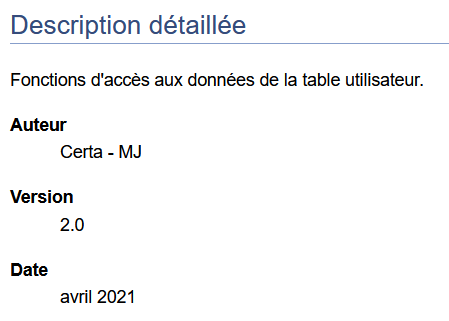 Description détaillée
Fonctions d'accès aux données de la table utilisateur.
Auteur
Certa - MJ
Version
2.0
Date
avril 2021